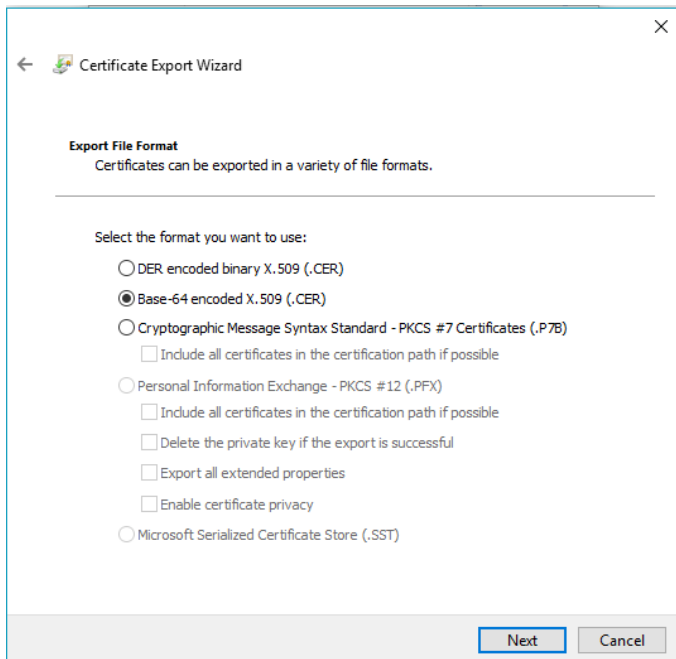 Certificate Export Wizard
Export File Format
Certificates can be exported in a variety of file formats.
Select the format you want to use:
DER encoded binary X.509 (.CER)
Base-64 encoded X.509 (.CER)
Cryptographic Message Syntax Standard - PKCS #7 Certificates (.P7B)
Include all certificates in the certification path if possible
Personal Information Exchange - PKCS #12 (.PFX)
Include all certificates in the certification path if possible
Delete the private key if the export is successful
Export all extended properties
Enable certificate privacy
Microsoft Serialized Certificate Store (.SST)
Next Cancel